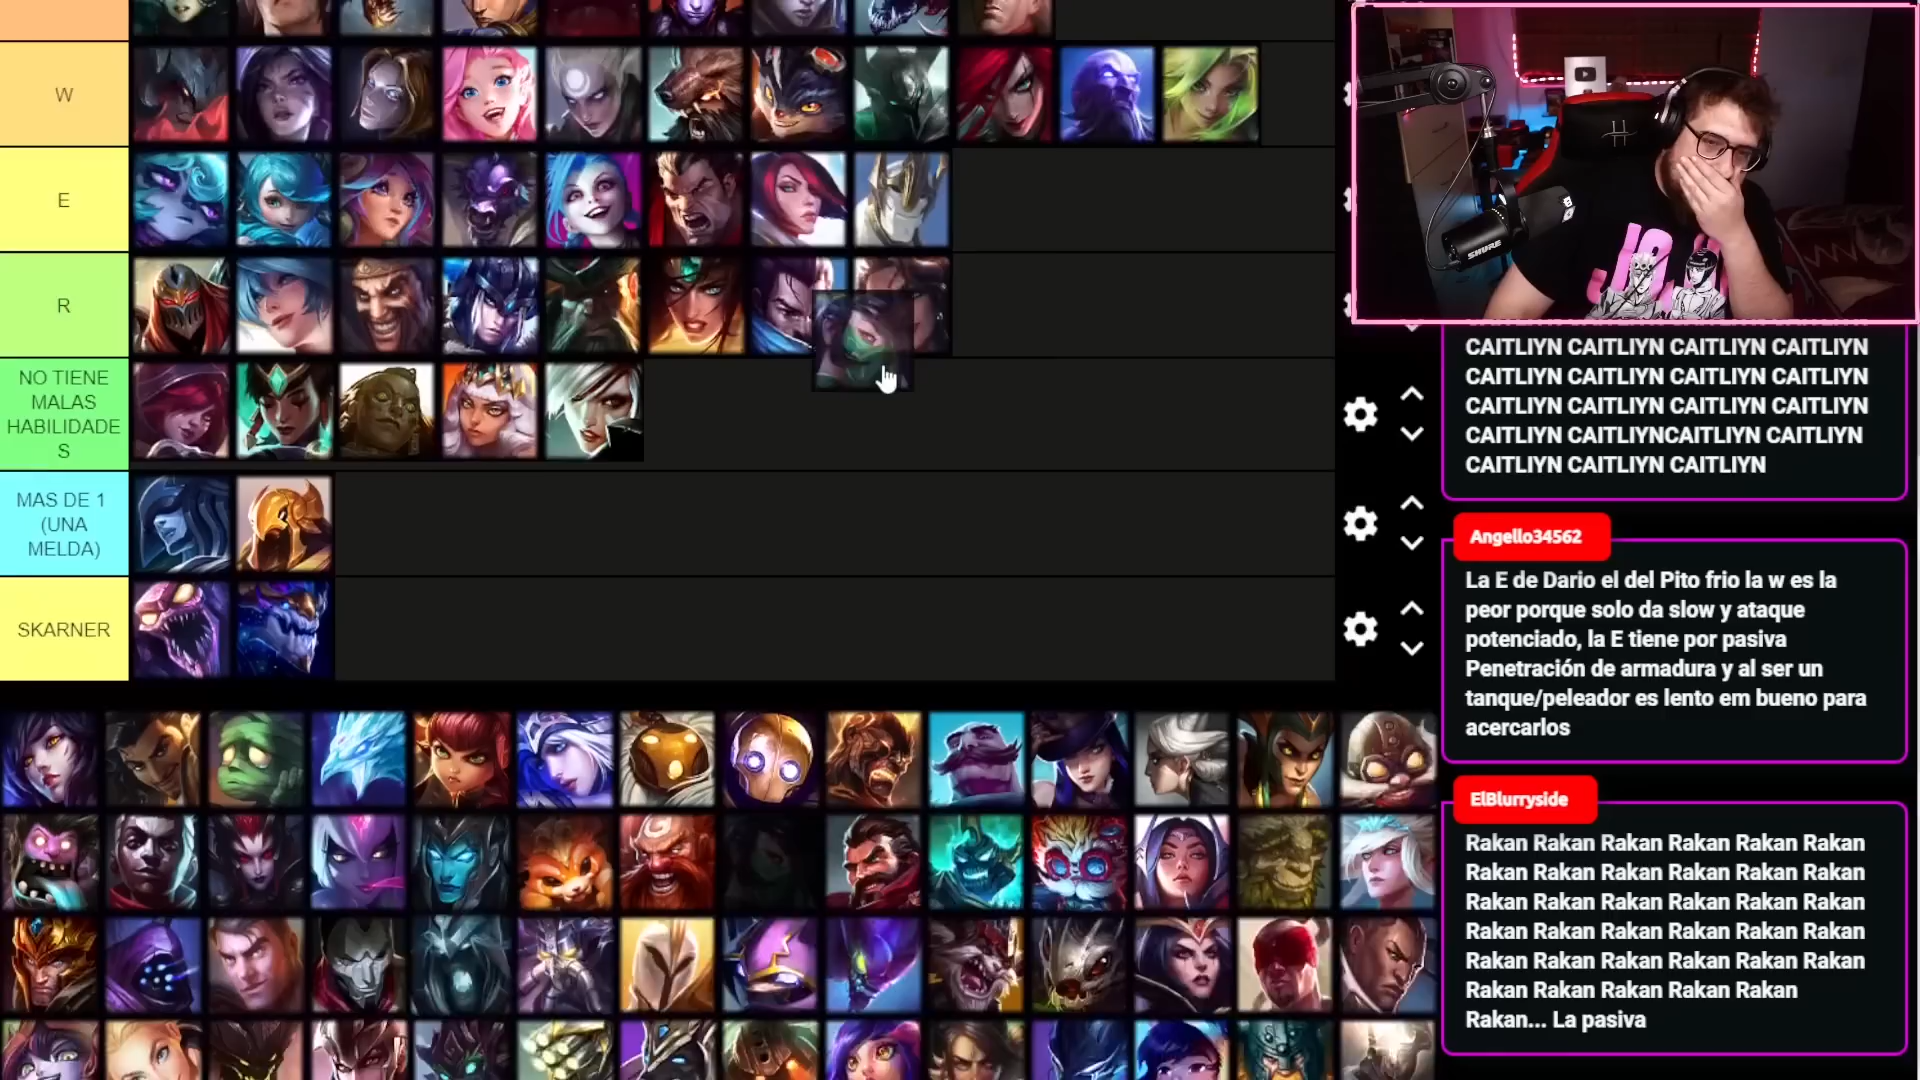 W
E
R
NO TIENE
MALAS
HABILIDADE
S
MAS DE 1
(UNA
MELDA)
SKARNER
SHURE
CAITLIYN CAITLIYN CAITLIYN CAITLIYN
CAITLIYN CAITLIYN CAITLIYN CAITLIYN
CAITLIYN CAITLIYN CAITLIYN CAITLIYN
CAITLIYN CAITLIYNCAITLIYN CAITLIYN
CAITLIYN CAITLIYN CAITLIYN
Angello34562
La E de Dario el del Pito frio la w es la
peor porque solo da slow y ataque
potenciado, la E tiene por pasiva
Penetración de armadura y al ser un
tanque/peleador es lento em bueno para
acercarlos
ElBlurryside
Rakan Rakan Rakan Rakan Rakan Rakan
Rakan Rakan Rakan Rakan Rakan Rakan
Rakan Rakan Rakan Rakan Rakan Rakan
Rakan Rakan Rakan Rakan Rakan Rakan
Rakan Rakan Rakan Rakan Rakan Rakan
Rakan Rakan Rakan Rakan Rakan
Rakan... La pasiva